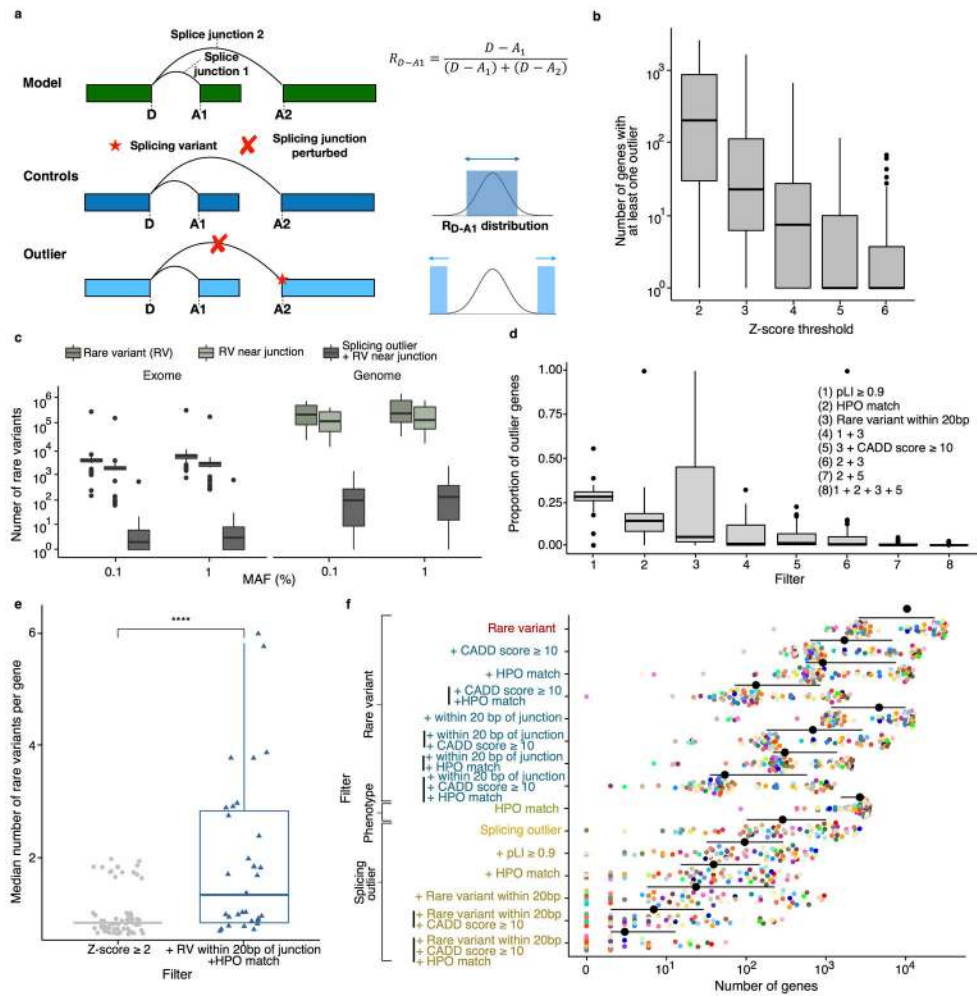 a
Splice junction 2
Splice
junction 1
Model
D A1 A2
R_{D-A1} = \frac{D - A_1}{(D - A_1) + (D - A_2)}
Splicing variant
Splicing junction
perturbed
Controls
D A1 A2
R_{D-A1} distribution
Outlier
D A1 A2
b
Number of genes with
at least one outlier
10^3
10^2
10^1
10^0
2 3 4 5 6
Z-score threshold
c
Rare variant (RV)
RV near junction
Splicing outlier
+ RV near junction
Exome Genome
Numer of rare variants
10^6
10^5
10^4
10^3
10^2
10^1
10^0
0.1 1 0.1 1
MAF (%)
d
Proportion of outlier genes
1.00
0.75
0.50
0.25
0.00
(1) pLI ≥ 0.9
(2) HPO match
(3) Rare variant within 20bp
(4) 1 + 3
(5) 3 + CADD score ≥ 10
(6) 2 + 3
(7) 2 + 5
(8) 1 + 2 + 3 + 5
1 2 3 4 5 6 7 8
Filter
e
Median number of rare variants per gene
6
4
2
****
Z-score ≥ 2
+ RV within 20bp of junction
+HPO match
Filter
f
Filter
Rare variant
Phenotype
Splicing
outlier
Rare variant
+ CADD score ≥ 10
+ HPO match
+ CADD score ≥ 10
+HPO match
+ within 20 bp of junction
+ within 20 bp of junction
+ CADD score ≥ 10
+ within 20 bp of junction
+ HPO match
+ within 20 bp of junction
+ CADD score ≥ 10
+ HPO match
HPO match
Splicing outlier
+ pLI ≥ 0.9
+ HPO match
+ Rare variant within 20bp
+ Rare variant within 20bp
+ CADD score ≥ 10
+ Rare variant within 20bp
+ CADD score ≥ 10
+ HPO match
0 10^1 10^2 10^3 10^4
Number of genes